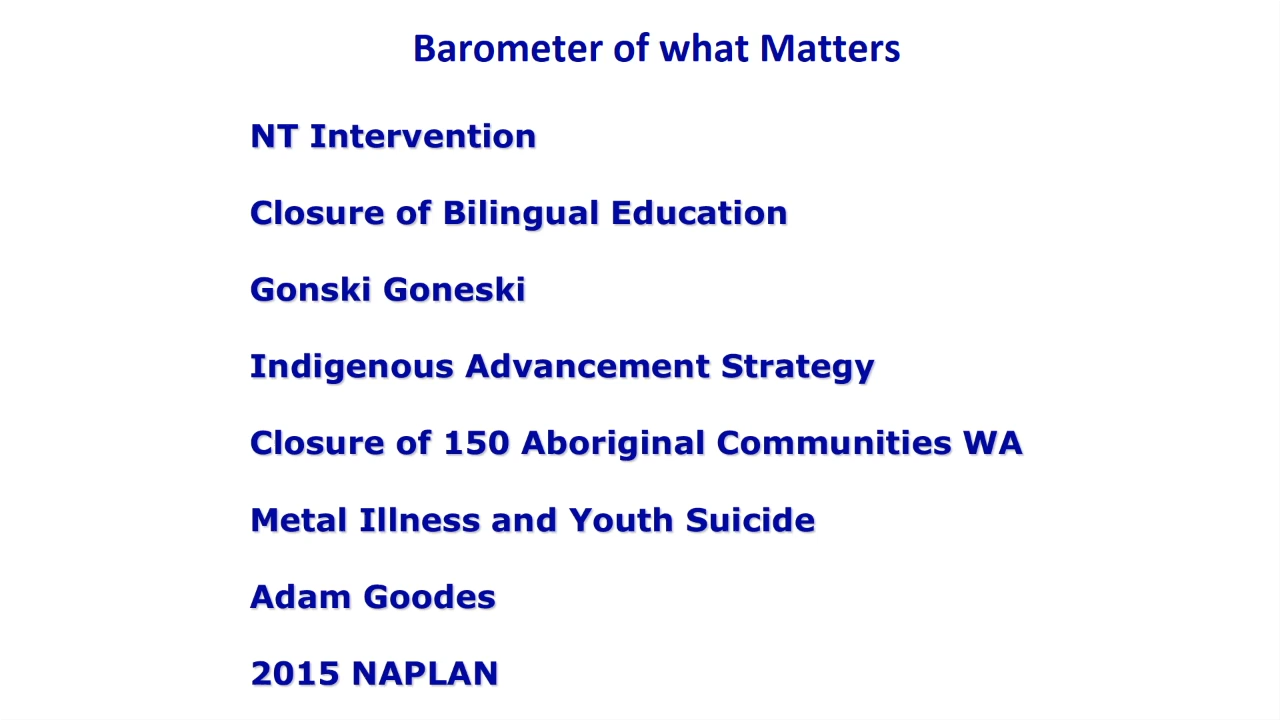 Barometer of what Matters
NT Intervention
Closure of Bilingual Education
Gonski Goneski
Indigenous Advancement Strategy
Closure of 150 Aboriginal Communities WA
Metal Illness and Youth Suicide
Adam Goodes
2015 NAPLAN